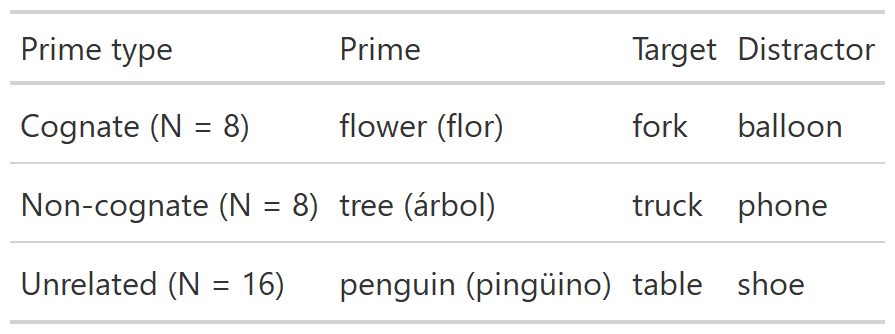 Prime type Prime Target Distractor
Cognate (N = 8) flower (flor) fork balloon
Non-cognate (N = 8) tree (árbol) truck phone
Unrelated (N = 16) penguin (pingüino) table shoe